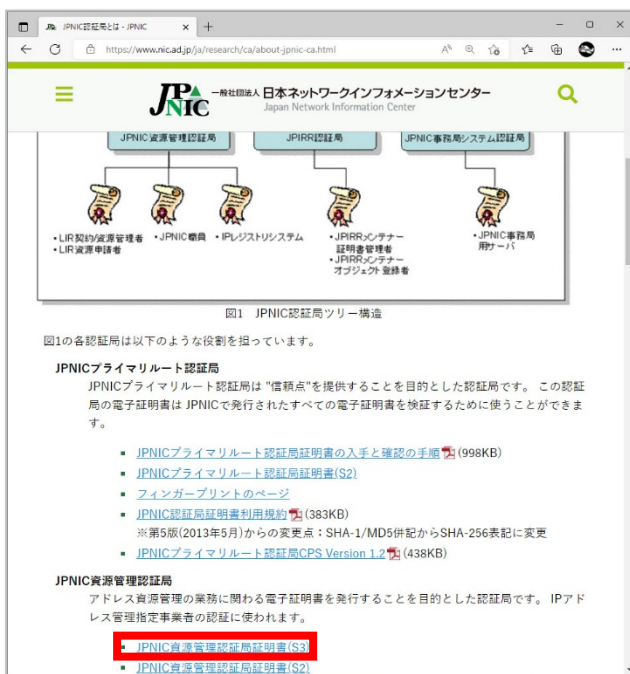 JPNIC認証局とは - JPNIC
https://www.nic.ad.jp/ja/research/ca/about-jpnic-ca.html
JPNIC
一般社団法人 日本ネットワークインフォメーションセンター
Japan Network Information Center
JPNIC資源管理認証局 JPIRR認証局 JPNIC事務局システム認証局
・LIR契約/資源管理者 ・JPNIC職員 ・IPレジストリシステム ・JPIRRメンテナー ・JPNIC事務局
・LIR資源申請者 証明書管理者 用サーバ
・JPIRRメンテナー
オブジェクト登録者
図1 JPNIC認証局ツリー構造
図1の各認証局は以下のような役割を担っています。
JPNICプライマリルート認証局
JPNICプライマリルート認証局は "信頼点"を提供することを目的とした認証局です。 この認証
局の電子証明書は JPNICで発行されたすべての電子証明書を検証するために使うことができま
す。
JPNICプライマリルート認証局証明書の入手と確認の手順 (998KB)
JPNICプライマリルート認証局証明書(S2)
フィンガープリントのページ
JPNIC認証局証明書利用規約 (383KB)
※第5版(2013年5月)からの変更点：SHA-1/MD5併記からSHA-256表記に変更
JPNICプライマリルート認証局CPS Version 1.2 (438KB)
JPNIC資源管理認証局
アドレス資源管理の業務に関わる電子証明書を発行することを目的とした認証局です。 IPアド
レス管理指定事業者の認証に使われます。
JPNIC資源管理認証局証明書(S3)
JPNIC資源管理認証局証明書(S2)